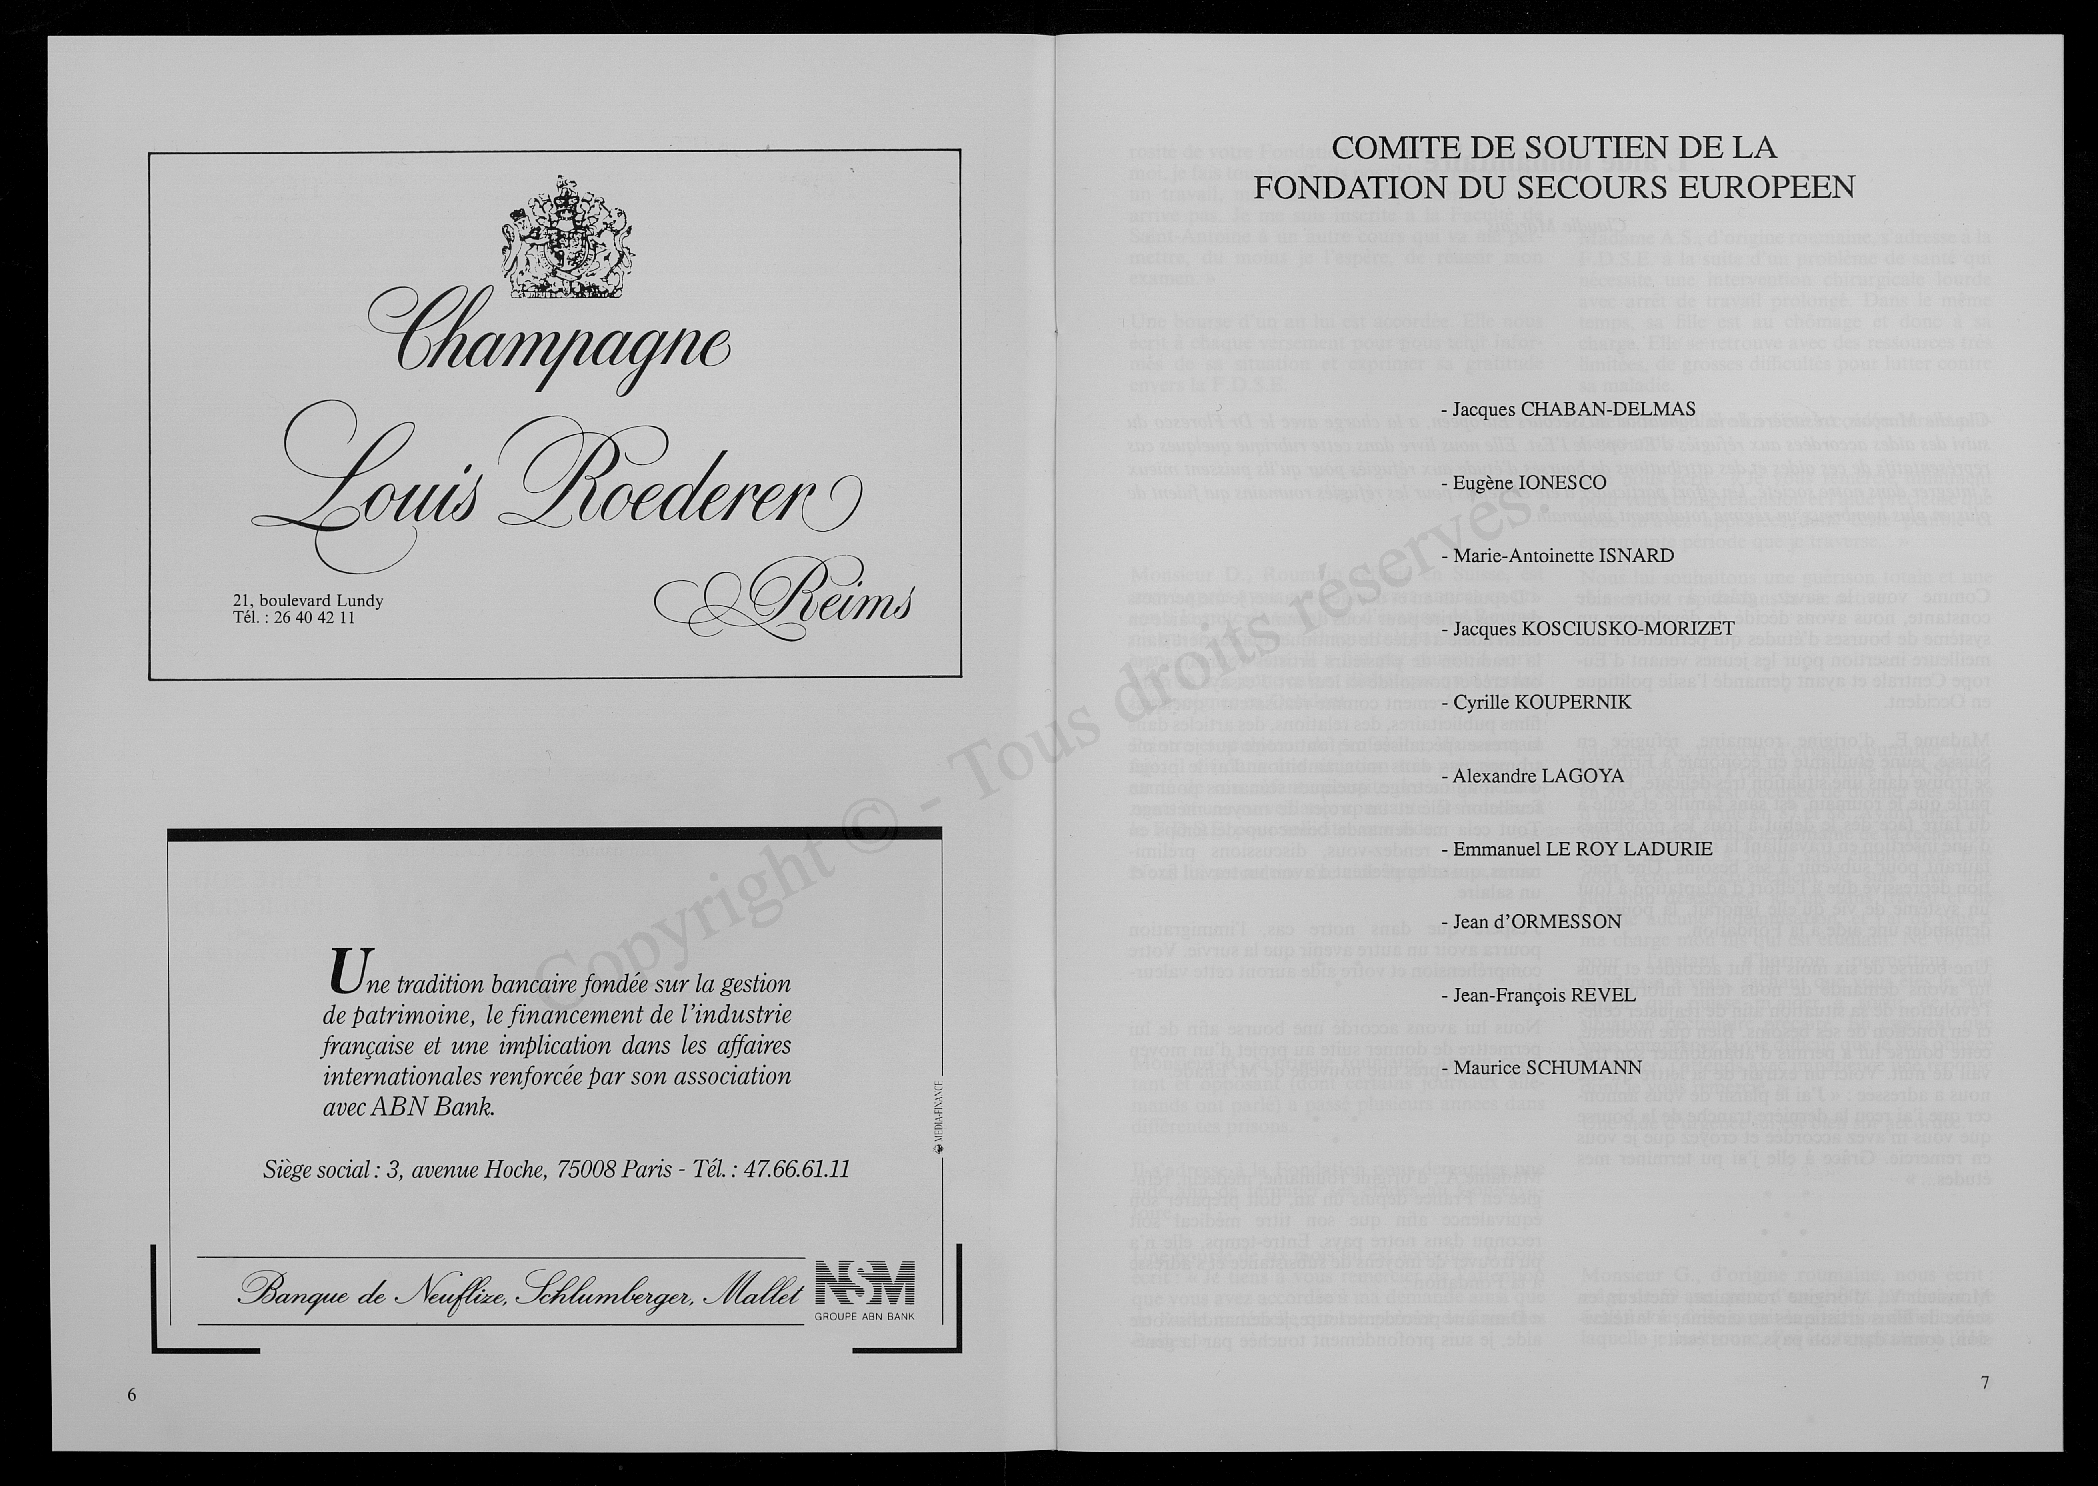 Champagne
Louis Roederer
Reims
21, boulevard Lundy
Tél. : 26 40 42 11
Une tradition bancaire fondée sur la gestion
de patrimoine, le financement de l'industrie
française et une implication dans les affaires
internationales renforcée par son association
avec ABN Bank.
Siège social : 3, avenue Hoche, 75008 Paris - Tél. : 47.66.61.11
MEDIA-FINANCE
Banque de Neuflize, Schlumberger, Mallet
NSM
GROUPE ABN BANK
6
COMITE DE SOUTIEN DE LA
FONDATION DU SECOURS EUROPEEN
- Jacques CHABAN-DELMAS
- Eugène IONESCO
- Marie-Antoinette ISNARD
- Jacques KOSCIUSKO-MORIZET
- Cyrille KOUPERNIK
- Alexandre LAGOYA
- Emmanuel LE ROY LADURIE
- Jean d'ORMESSON
- Jean-François REVEL
- Maurice SCHUMANN
7
Copyright © - Tous droits réservés.